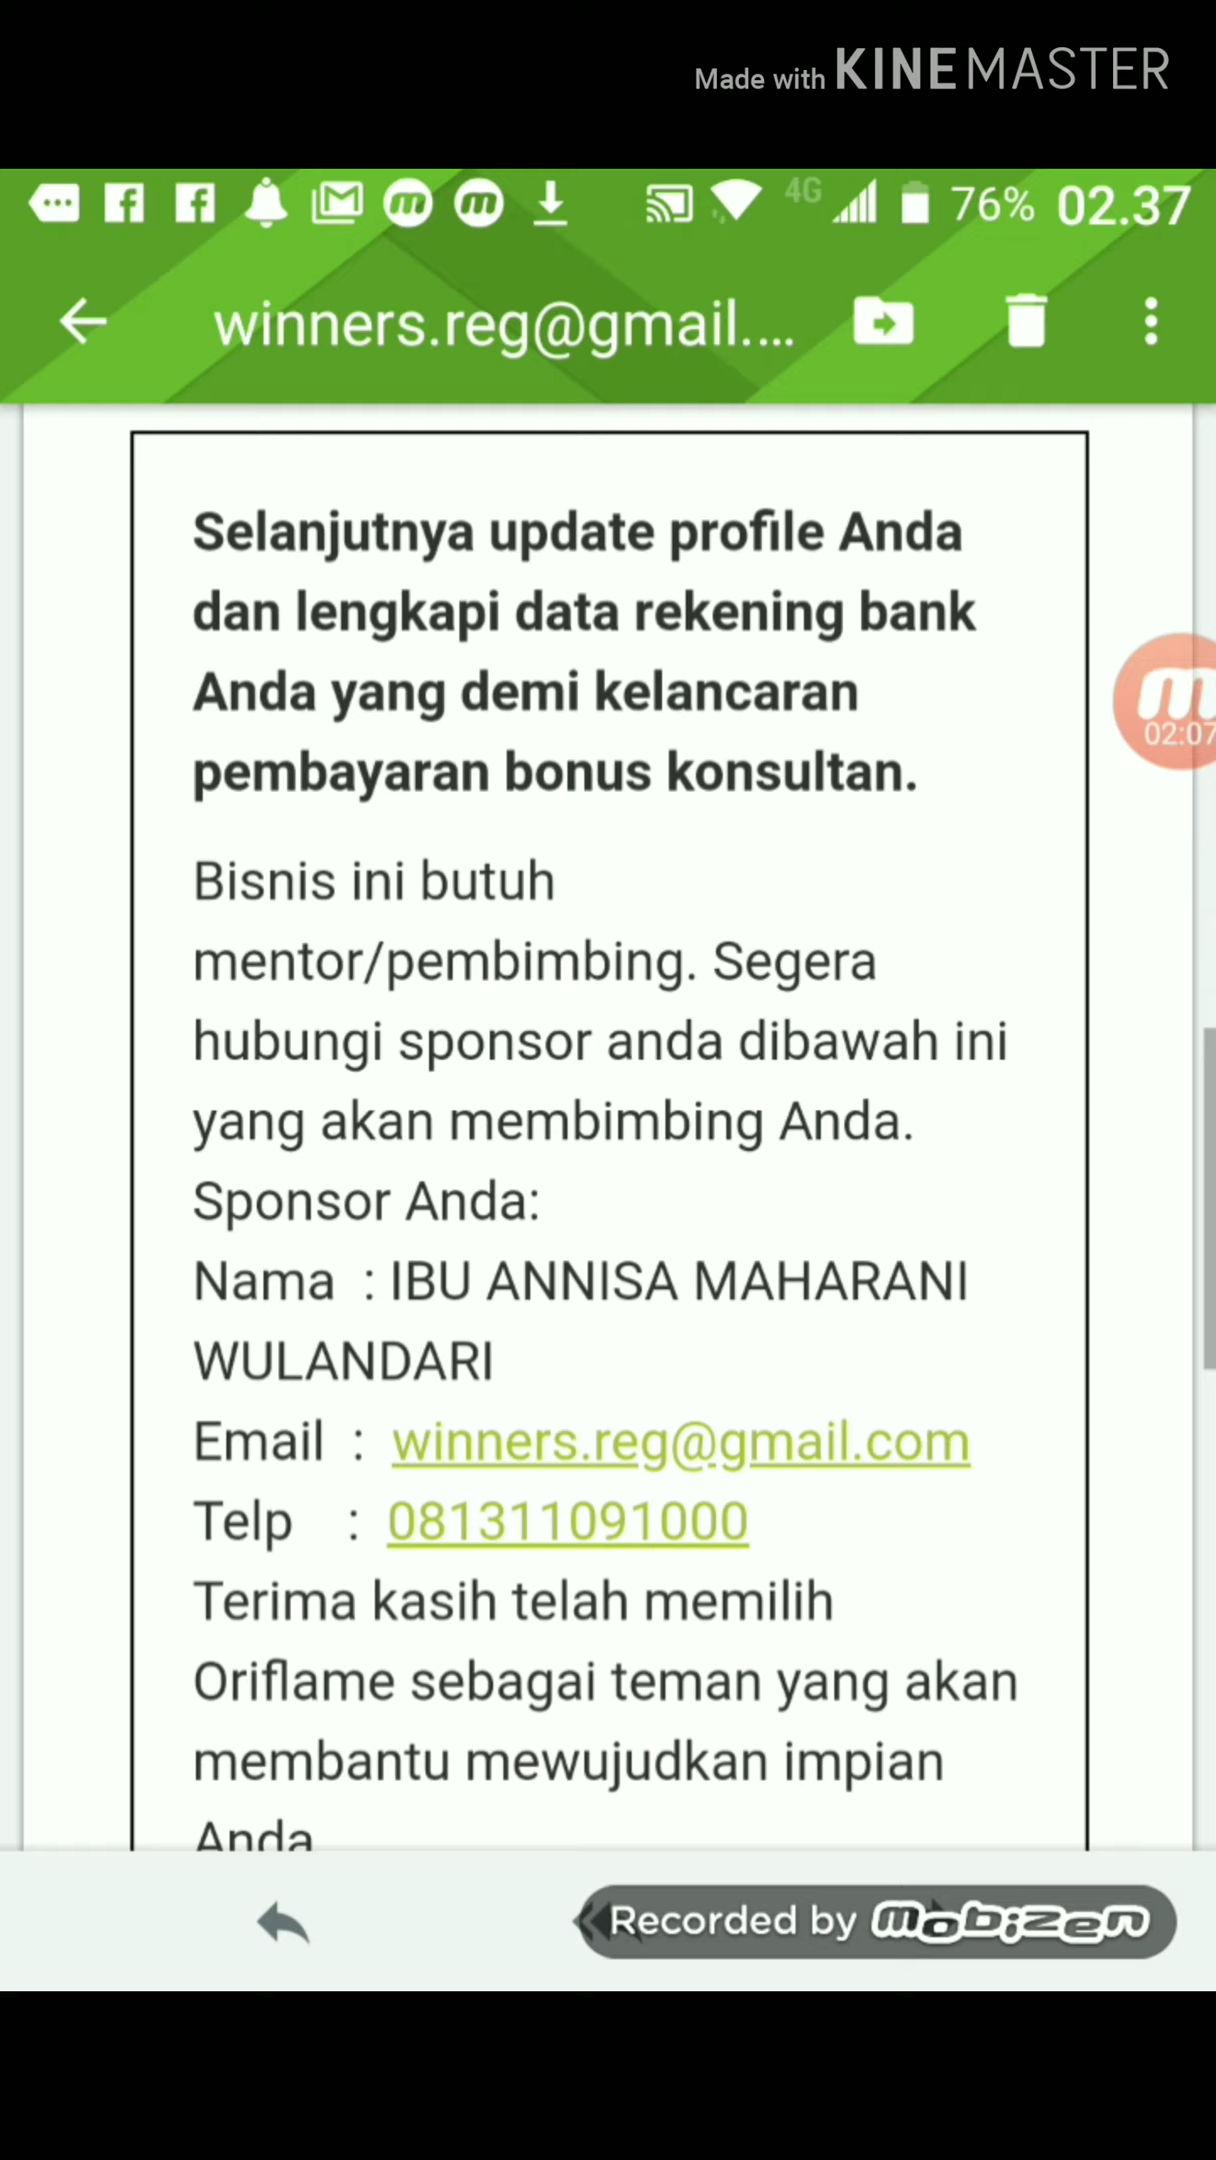 Made with KINEMASTER
4G 76% 02.37
winners.reg@gmail....
Selanjutnya update profile Anda
dan lengkapi data rekening bank
Anda yang demi kelancaran
pembayaran bonus konsultan.
02:07
Bisnis ini butuh
mentor/pembimbing. Segera
hubungi sponsor anda dibawah ini
yang akan membimbing Anda.
Sponsor Anda:
Nama : IBU ANNISA MAHARANI
WULANDARI
Email : winners.reg@gmail.com
Telp : 081311091000
Terima kasih telah memilih
Oriflame sebagai teman yang akan
membantu mewujudkan impian
Anda
Recorded by mobizen